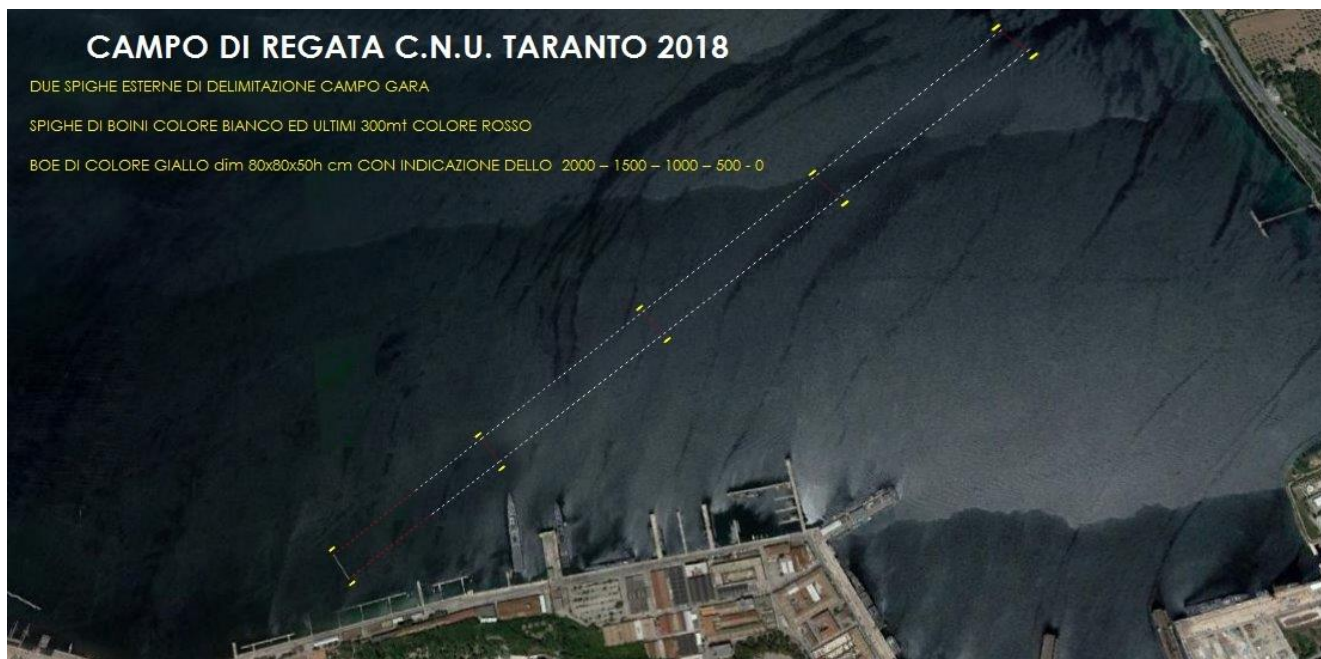 CAMPO DI REGATA C.N.U. TARANTO 2018
DUE SPIGHE ESTERNE DI DELIMITAZIONE CAMPO GARA
SPIGHE DI BOINI COLORE BIANCO ED ULTIMI 300mt COLORE ROSSO
BOE DI COLORE GIALLO dim 80x80x50h cm CON INDICAZIONE DELLO 2000 – 1500 – 1000 – 500 - 0